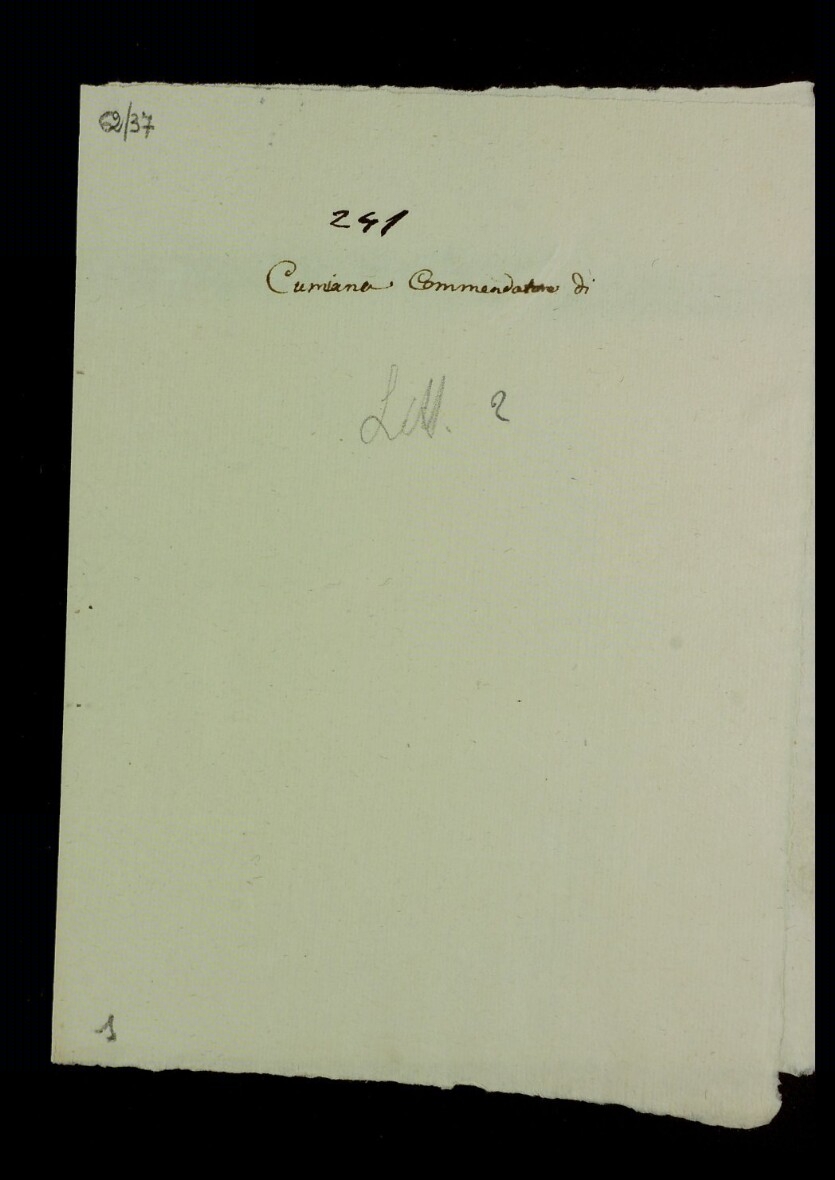 62/37
241
Cumiana Commendatore di
Lett. 2
1